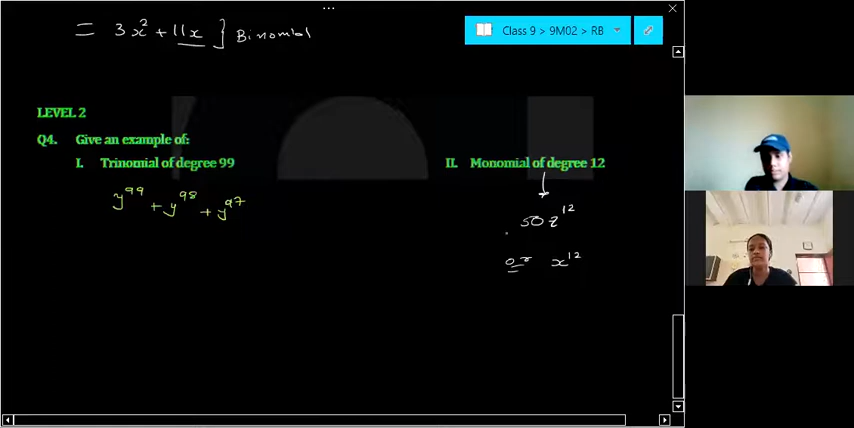 = 3x² + 11x } Binomial
Class 9 > 9M02 > RB
LEVEL 2
Q4. Give an example of:
I. Trinomial of degree 99
II. Monomial of degree 12
y⁹⁹ + y⁹⁸ + y⁹⁷
50z¹²
or x¹²